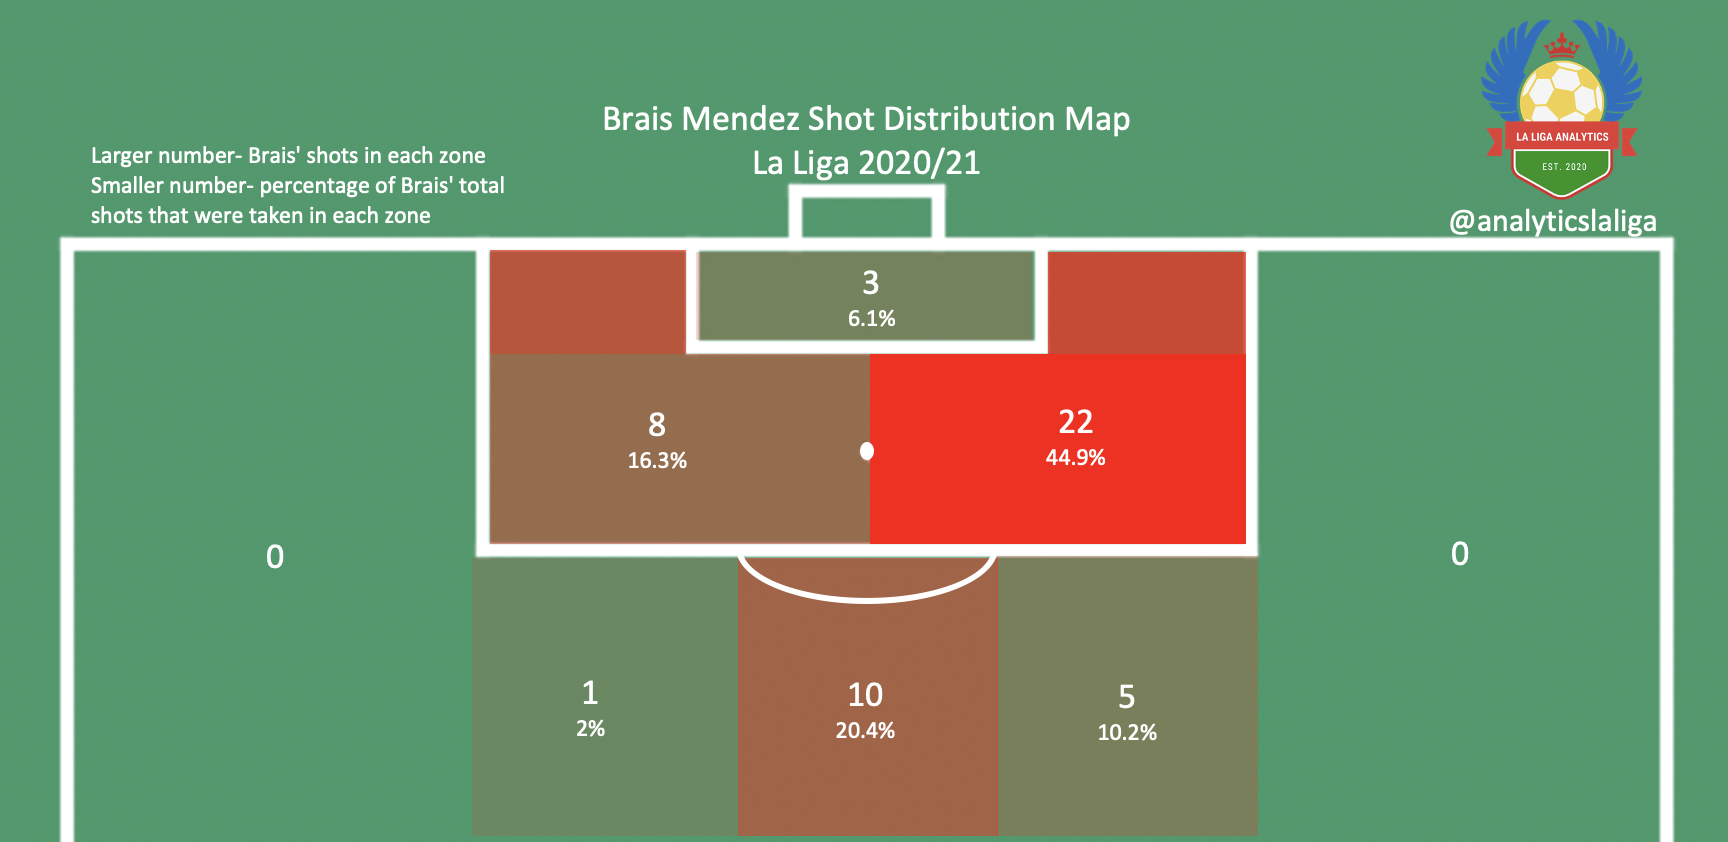 Brais Mendez Shot Distribution Map
La Liga 2020/21
Larger number- Brais' shots in each zone
Smaller number- percentage of Brais' total
shots that were taken in each zone
LA LIGA ANALYTICS
EST. 2020
@analyticslaliga
3
6.1%
8
16.3%
22
44.9%
0
0
1
2%
10
20.4%
5
10.2%